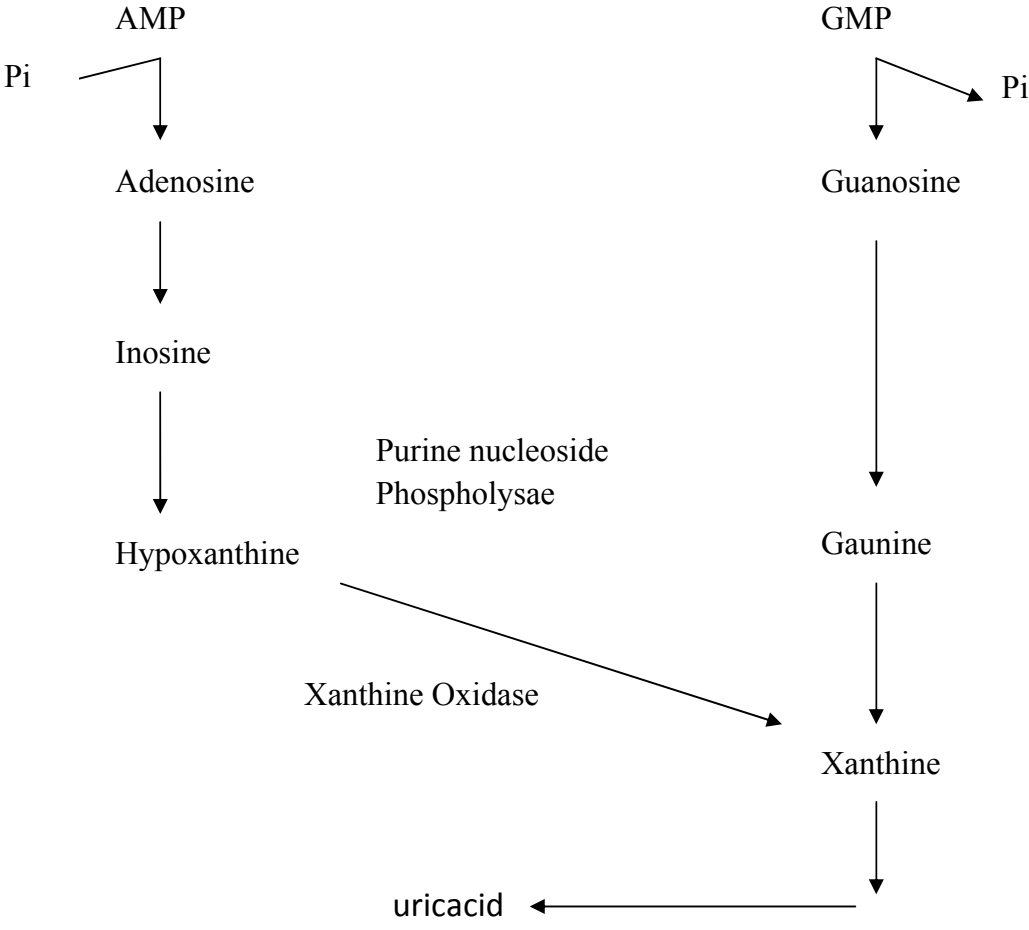 AMP
GMP
Pi
Pi
Adenosine
Guanosine
Inosine
Purine nucleoside
Phospholysae
Hypoxanthine
Gaunine
Xanthine Oxidase
Xanthine
uricacid